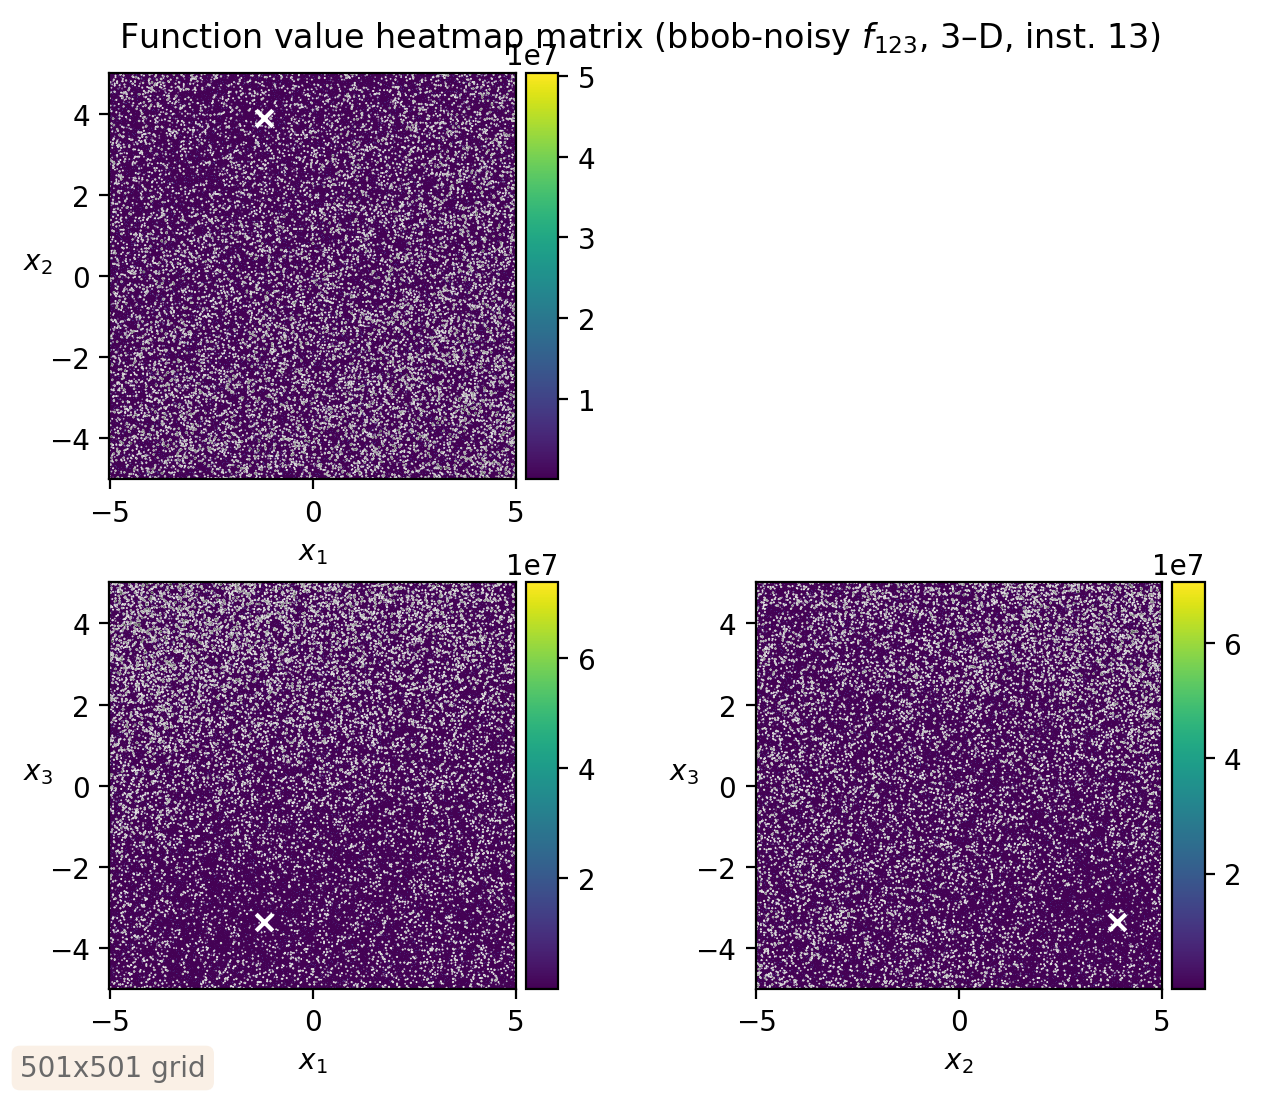 Function value heatmap matrix (bbob-noisy f₁₂₃, 3–D, inst. 13)
1e7
5
4
3
2
1
4
2
0
−2
−4
x₂
−5 0 5
x₁
1e7
6
4
2
4
2
0
−2
−4
x₃
−5 0 5
x₁
1e7
6
4
2
4
2
0
−2
−4
x₃
−5 0 5
x₂
501x501 grid